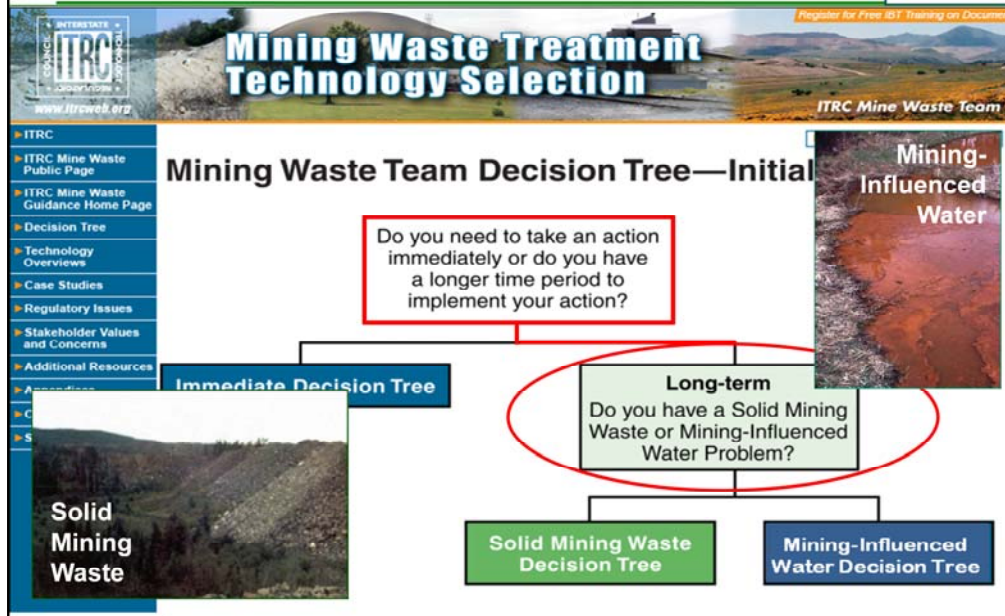 INTERSTATE
COUNCIL
ITRC
TECHNOLOGY
REGULATORY
www.itrcweb.org
Mining Waste Treatment
Technology Selection
Register for Free IBT Training on Docume
ITRC Mine Waste Team
ITRC
ITRC Mine Waste
Public Page
ITRC Mine Waste
Guidance Home Page
Decision Tree
Technology
Overviews
Case Studies
Regulatory Issues
Stakeholder Values
and Concerns
Additional Resources
Appendices
C
S
Mining Waste Team Decision Tree—Initial
Mining-
Influenced
Water
Do you need to take an action
immediately or do you have
a longer time period to
implement your action?
Immediate Decision Tree
Long-term
Do you have a Solid Mining
Waste or Mining-Influenced
Water Problem?
Solid
Mining
Waste
Solid Mining Waste
Decision Tree
Mining-Influenced
Water Decision Tree